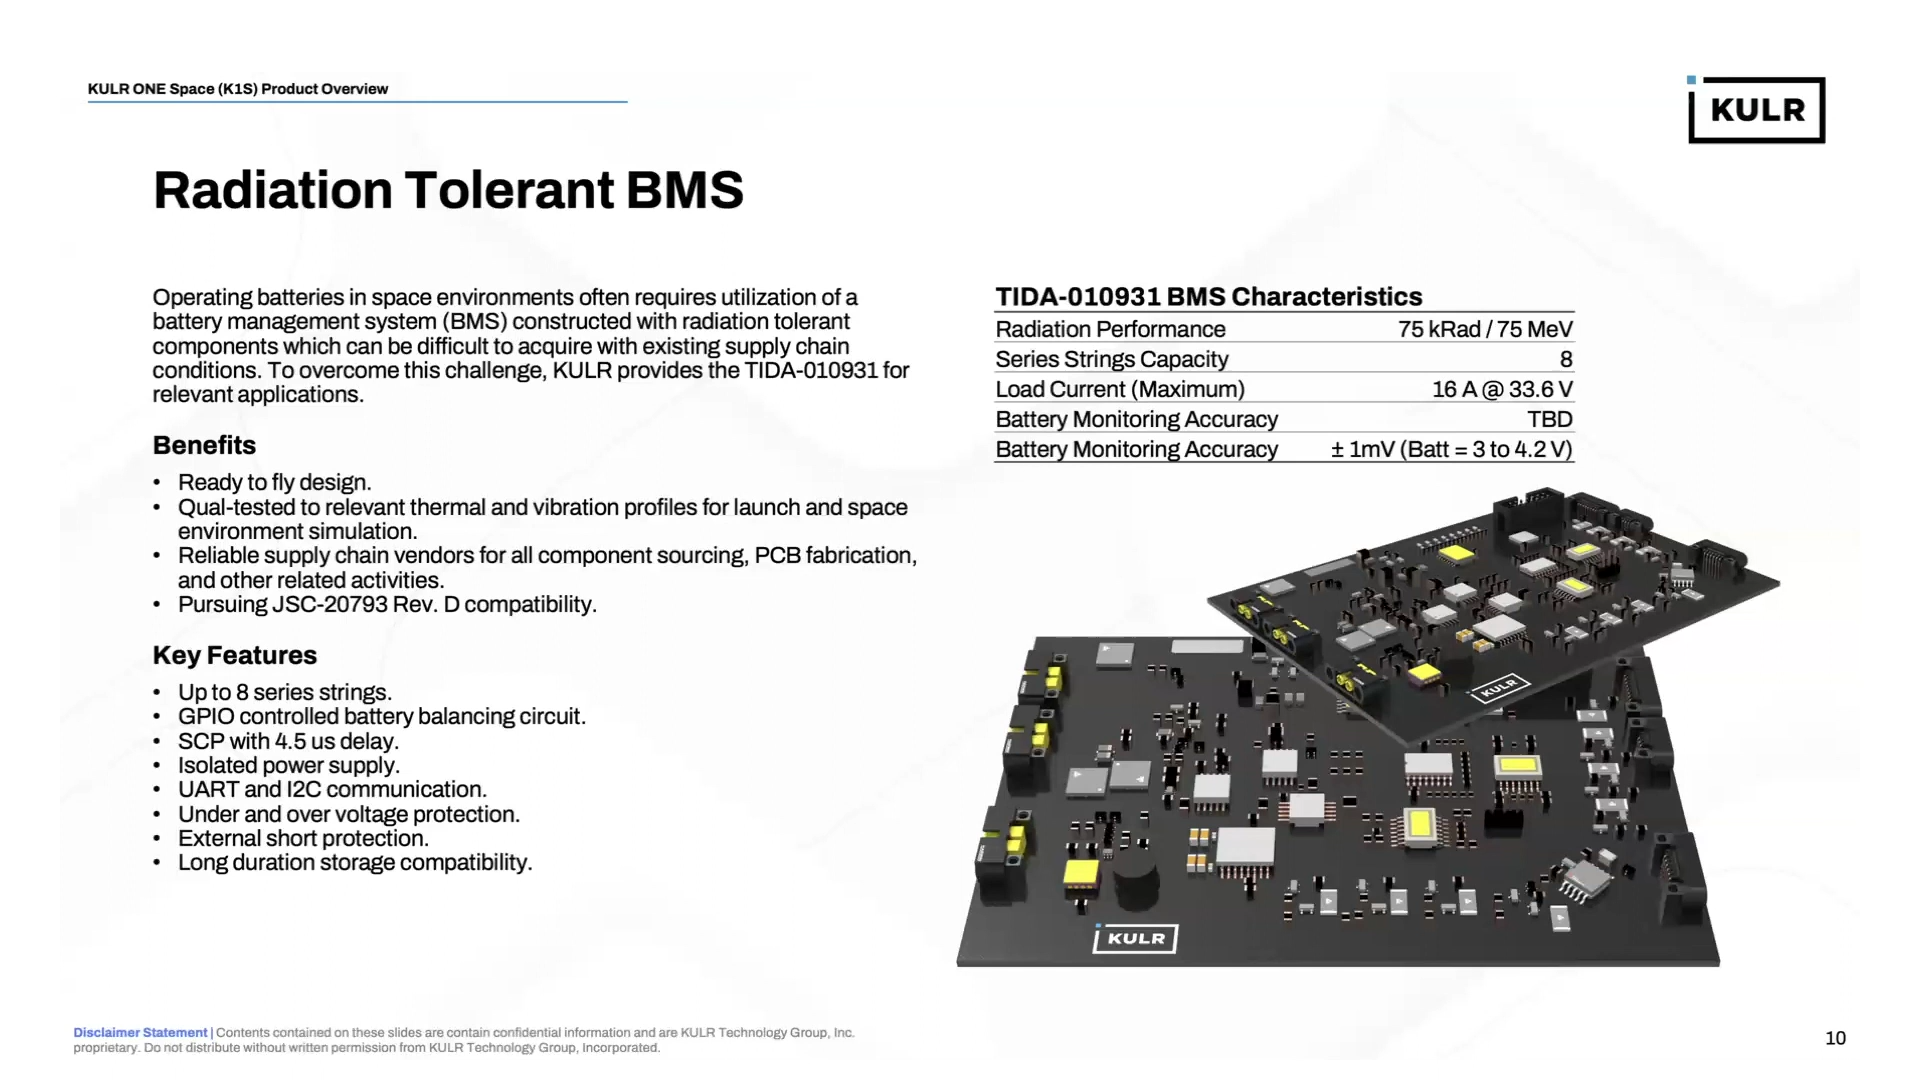 KULR ONE Space (K1S) Product Overview
KULR
Radiation Tolerant BMS
Operating batteries in space environments often requires utilization of a
battery management system (BMS) constructed with radiation tolerant
components which can be difficult to acquire with existing supply chain
conditions. To overcome this challenge, KULR provides the TIDA-010931 for
relevant applications.
Benefits
• Ready to fly design.
• Qual-tested to relevant thermal and vibration profiles for launch and space
environment simulation.
• Reliable supply chain vendors for all component sourcing, PCB fabrication,
and other related activities.
• Pursuing JSC-20793 Rev. D compatibility.
Key Features
• Up to 8 series strings.
• GPIO controlled battery balancing circuit.
• SCP with 4.5 us delay.
• Isolated power supply.
• UART and I2C communication.
• Under and over voltage protection.
• External short protection.
• Long duration storage compatibility.
TIDA-010931 BMS Characteristics
Radiation Performance 75 kRad / 75 MeV
Series Strings Capacity 8
Load Current (Maximum) 16 A @ 33.6 V
Battery Monitoring Accuracy TBD
Battery Monitoring Accuracy ± 1mV (Batt = 3 to 4.2 V)
KULR
KULR
Disclaimer Statement | Contents contained on these slides are contain confidential information and are KULR Technology Group, Inc.
proprietary. Do not distribute without written permission from KULR Technology Group, Incorporated.
10